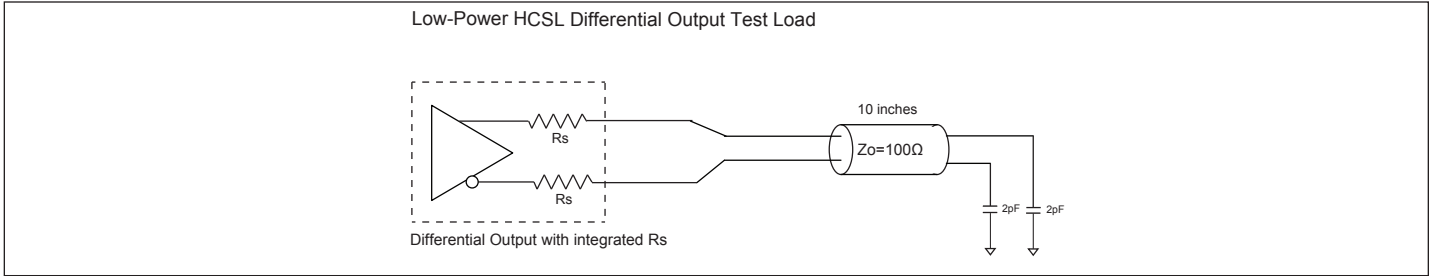 Low-Power HCSL Differential Output Test Load
10 inches
Rs
Zo=100Ω
Rs
2pF
2pF
Differential Output with integrated Rs